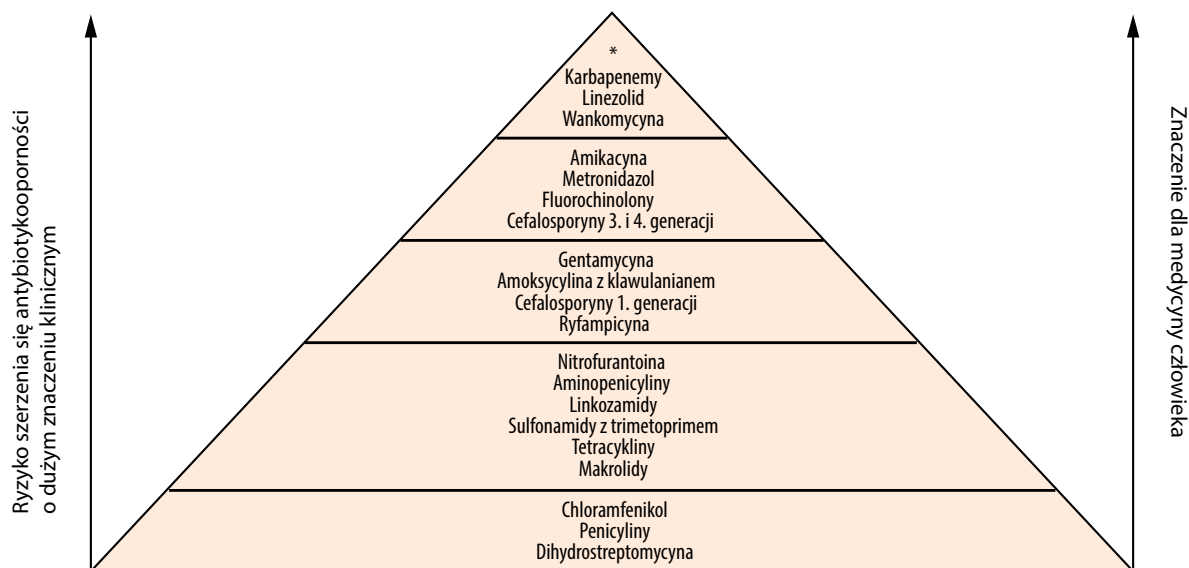 Ryzyko szerzenia się antybiotykooporności
o dużym znaczeniu klinicznym
*
Karbapenemy
Linezolid
Wankomycyna
Amikacyna
Metronidazol
Fluorochinolony
Cefalosporyny 3. i 4. generacji
Gentamycyna
Amoksycylina z klawulanianem
Cefalosporyny 1. generacji
Ryfampicyna
Nitrofurantoina
Aminopenicyliny
Linkozamidy
Sulfonamidy z trimetoprimem
Tetracykliny
Makrolidy
Chloramfenikol
Penicyliny
Dihydrostreptomycyna
Znaczenie dla medycyny człowieka